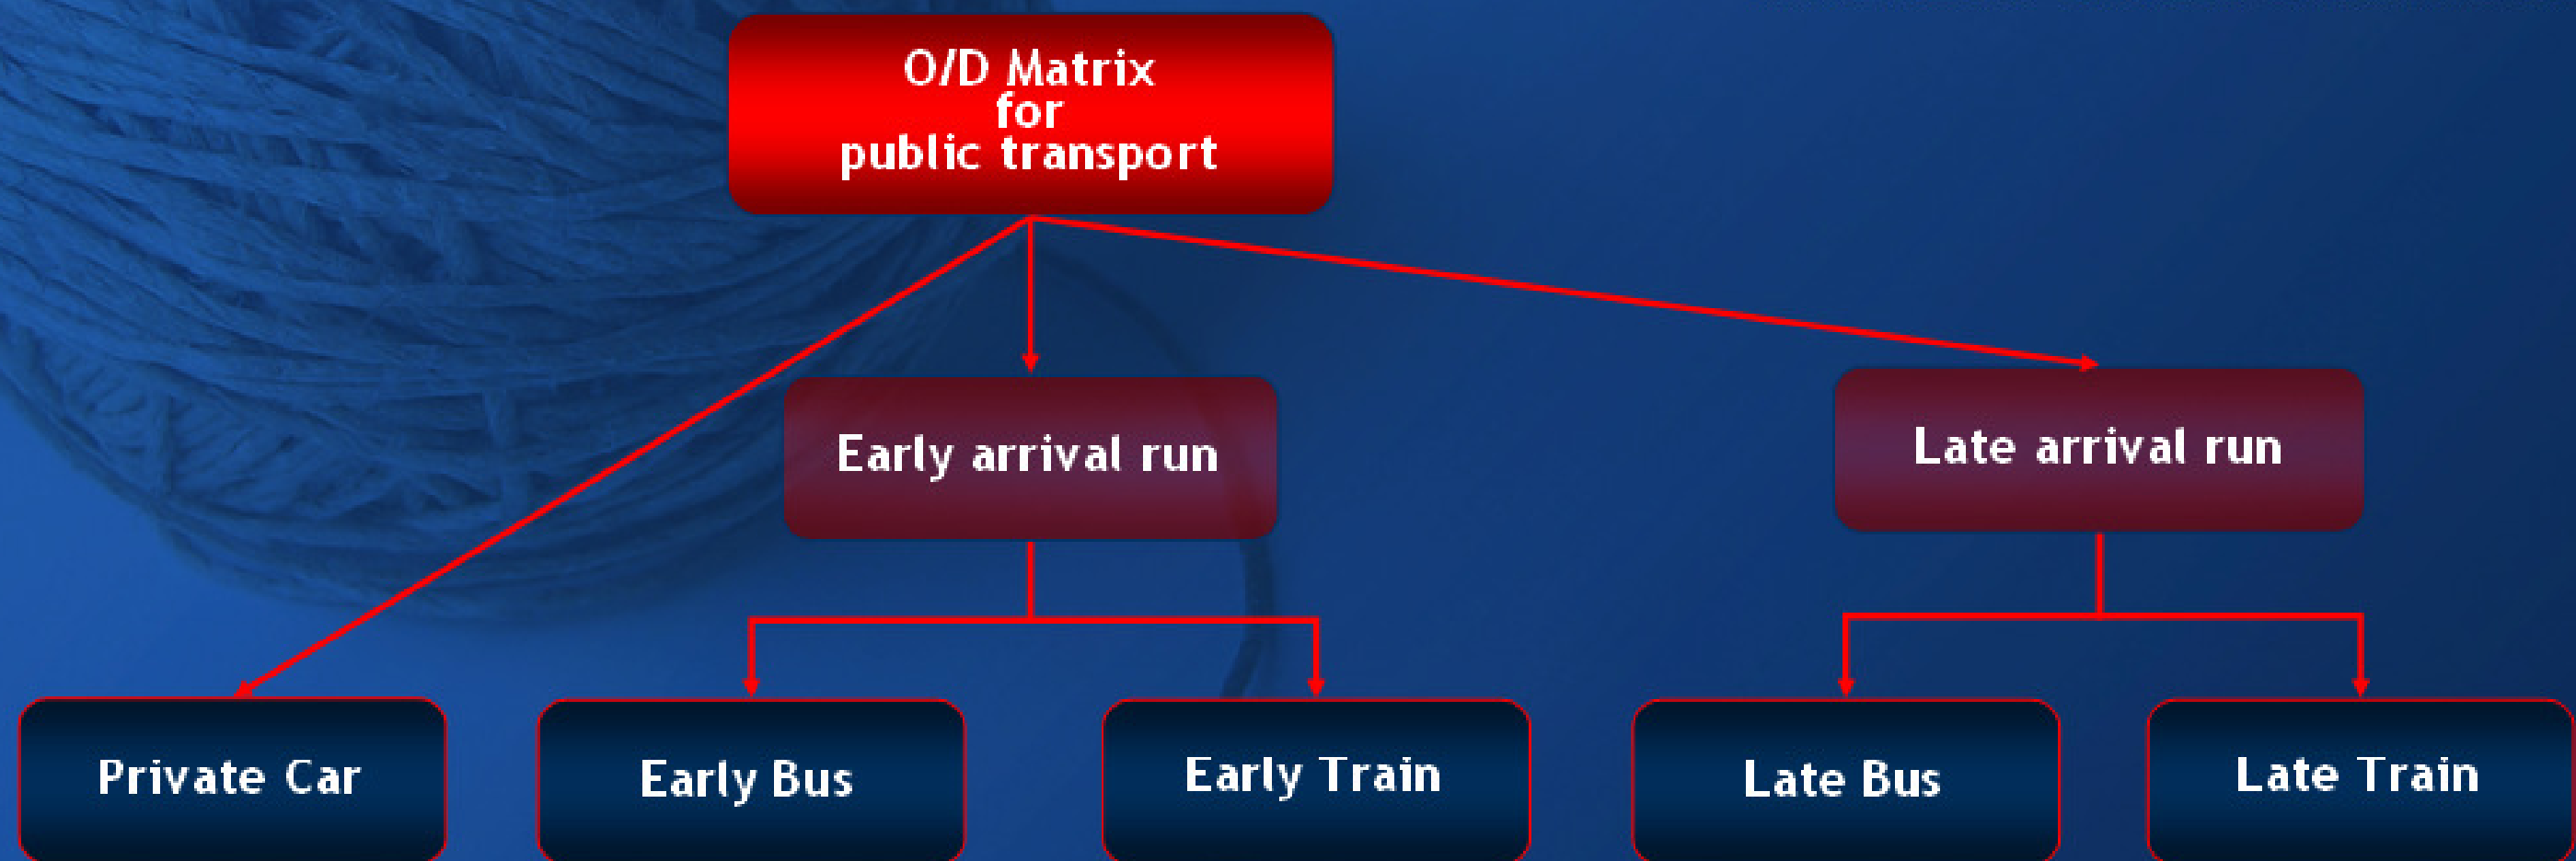 O/D Matrix
for
public transport
Early arrival run
Late arrival run
Private Car
Early Bus
Early Train
Late Bus
Late Train